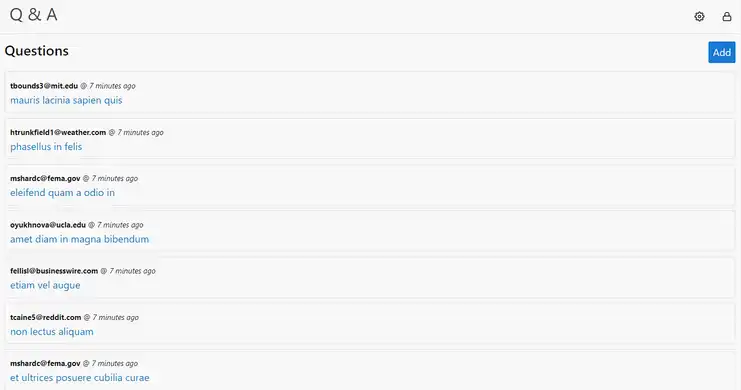 Q & A
Questions
Add
tbounds3@mit.edu @ 7 minutes ago
mauris lacinia sapien quis
htrunkfield1@weather.com @ 7 minutes ago
phasellus in felis
mshardc@fema.gov @ 7 minutes ago
eleifend quam a odio in
oyukhnova@ucla.edu @ 7 minutes ago
amet diam in magna bibendum
fellisl@businesswire.com @ 7 minutes ago
etiam vel augue
tcaine5@reddit.com @ 7 minutes ago
non lectus aliquam
mshardc@fema.gov @ 7 minutes ago
et ultrices posuere cubilia curae